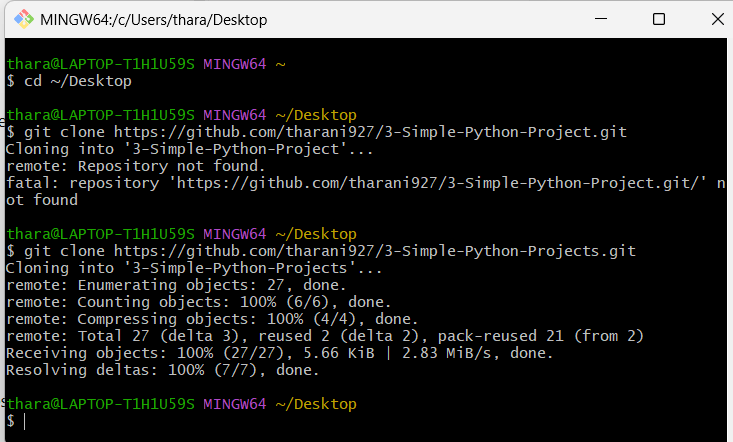 MINGW64:/c/Users/thara/Desktop
thara@LAPTOP-T1H1U59S MINGW64 ~
$ cd ~/Desktop
thara@LAPTOP-T1H1U59S MINGW64 ~/Desktop
$ git clone https://github.com/tharani927/3-Simple-Python-Project.git
Cloning into '3-Simple-Python-Project'...
remote: Repository not found.
fatal: repository 'https://github.com/tharani927/3-Simple-Python-Project.git/' n
ot found
thara@LAPTOP-T1H1U59S MINGW64 ~/Desktop
$ git clone https://github.com/tharani927/3-Simple-Python-Projects.git
Cloning into '3-Simple-Python-Projects'...
remote: Enumerating objects: 27, done.
remote: Counting objects: 100% (6/6), done.
remote: Compressing objects: 100% (4/4), done.
remote: Total 27 (delta 3), reused 2 (delta 2), pack-reused 21 (from 2)
Receiving objects: 100% (27/27), 5.66 KiB | 2.83 MiB/s, done.
Resolving deltas: 100% (7/7), done.
thara@LAPTOP-T1H1U59S MINGW64 ~/Desktop
$